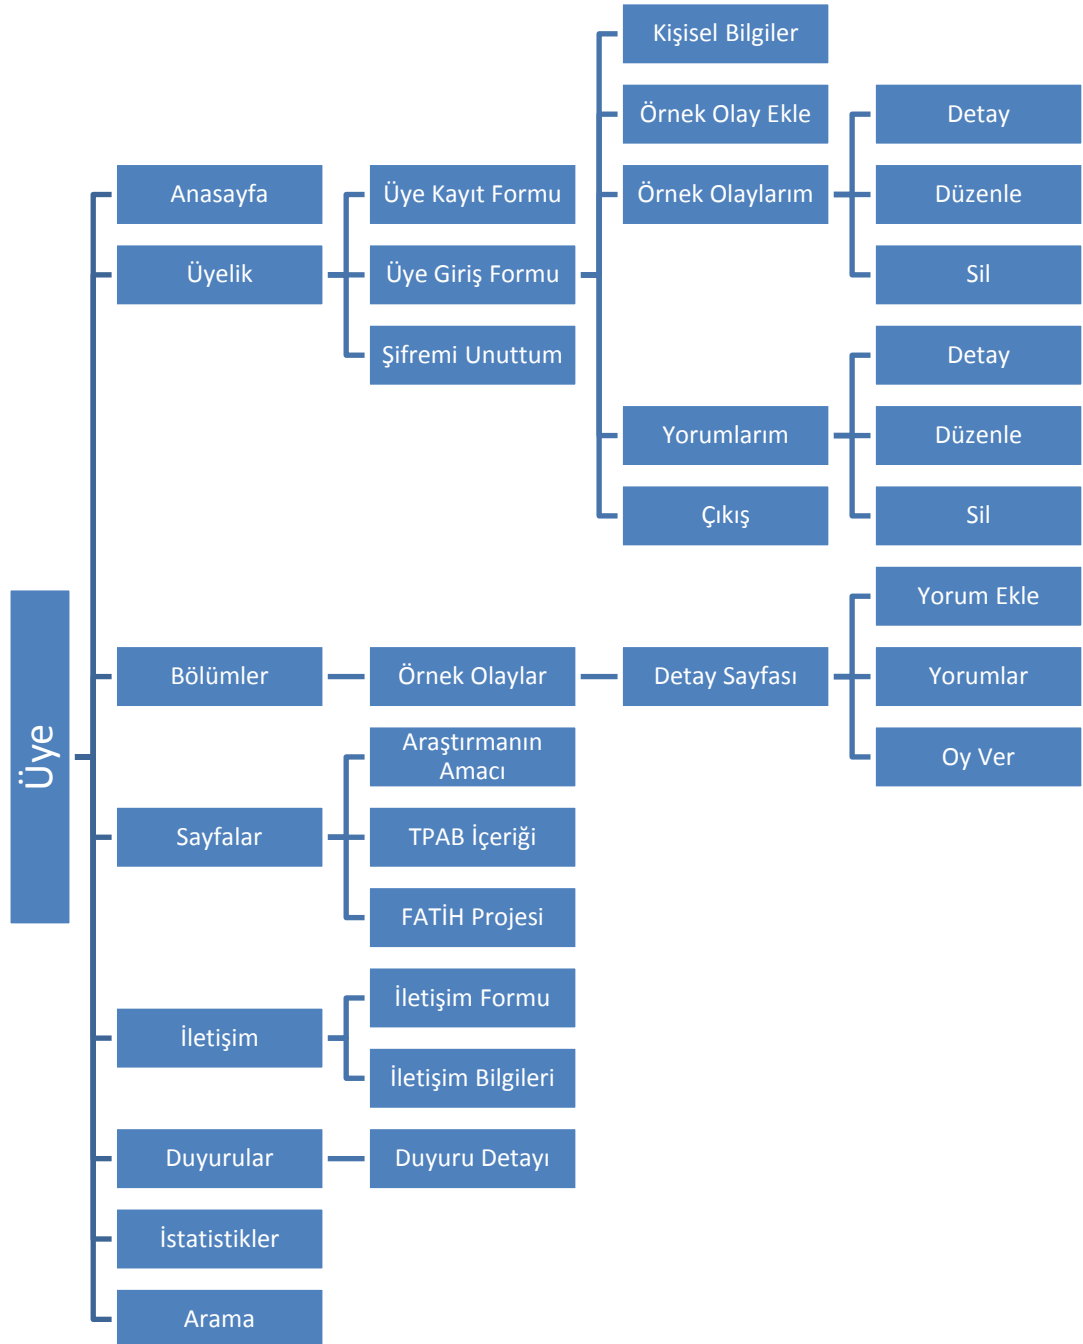 Kişisel Bilgiler
Örnek Olay Ekle
Detay
Anasayfa
Üye Kayıt Formu
Örnek Olaylarım
Düzenle
Üyelik
Üye Giriş Formu
Sil
Şifremi Unuttum
Detay
Yorumlarım
Düzenle
Çıkış
Sil
Yorum Ekle
Bölümler
Örnek Olaylar
Detay Sayfası
Yorumlar
Üye
Araştırmanın
Amacı
Oy Ver
Sayfalar
TPAB İçeriği
FATİH Projesi
İletişim Formu
İletişim
İletişim Bilgileri
Duyurular
Duyuru Detayı
İstatistikler
Arama